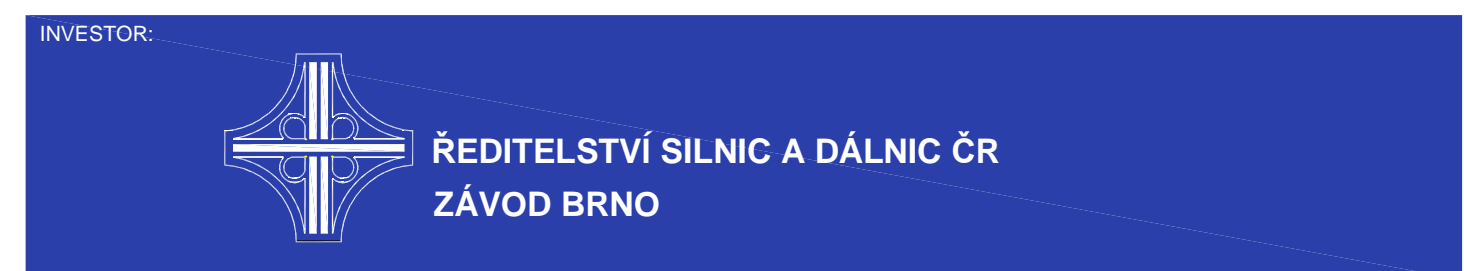 INVESTOR:
ŘEDITELSTVÍ SILNIC A DÁLNIC ČR
ZÁVOD BRNO